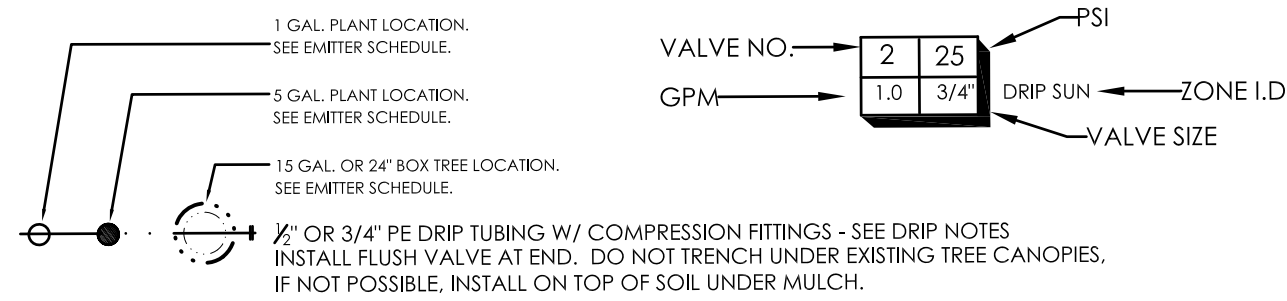 1 GAL. PLANT LOCATION.
SEE EMITTER SCHEDULE.
5 GAL. PLANT LOCATION.
SEE EMITTER SCHEDULE.
15 GAL. OR 24" BOX TREE LOCATION.
SEE EMITTER SCHEDULE.
1/2" OR 3/4" PE DRIP TUBING W/ COMPRESSION FITTINGS - SEE DRIP NOTES
INSTALL FLUSH VALVE AT END. DO NOT TRENCH UNDER EXISTING TREE CANOPIES,
IF NOT POSSIBLE, INSTALL ON TOP OF SOIL UNDER MULCH.
PSI
VALVE NO. 2 25
GPM 1.0 3/4" DRIP SUN ZONE I.D
VALVE SIZE